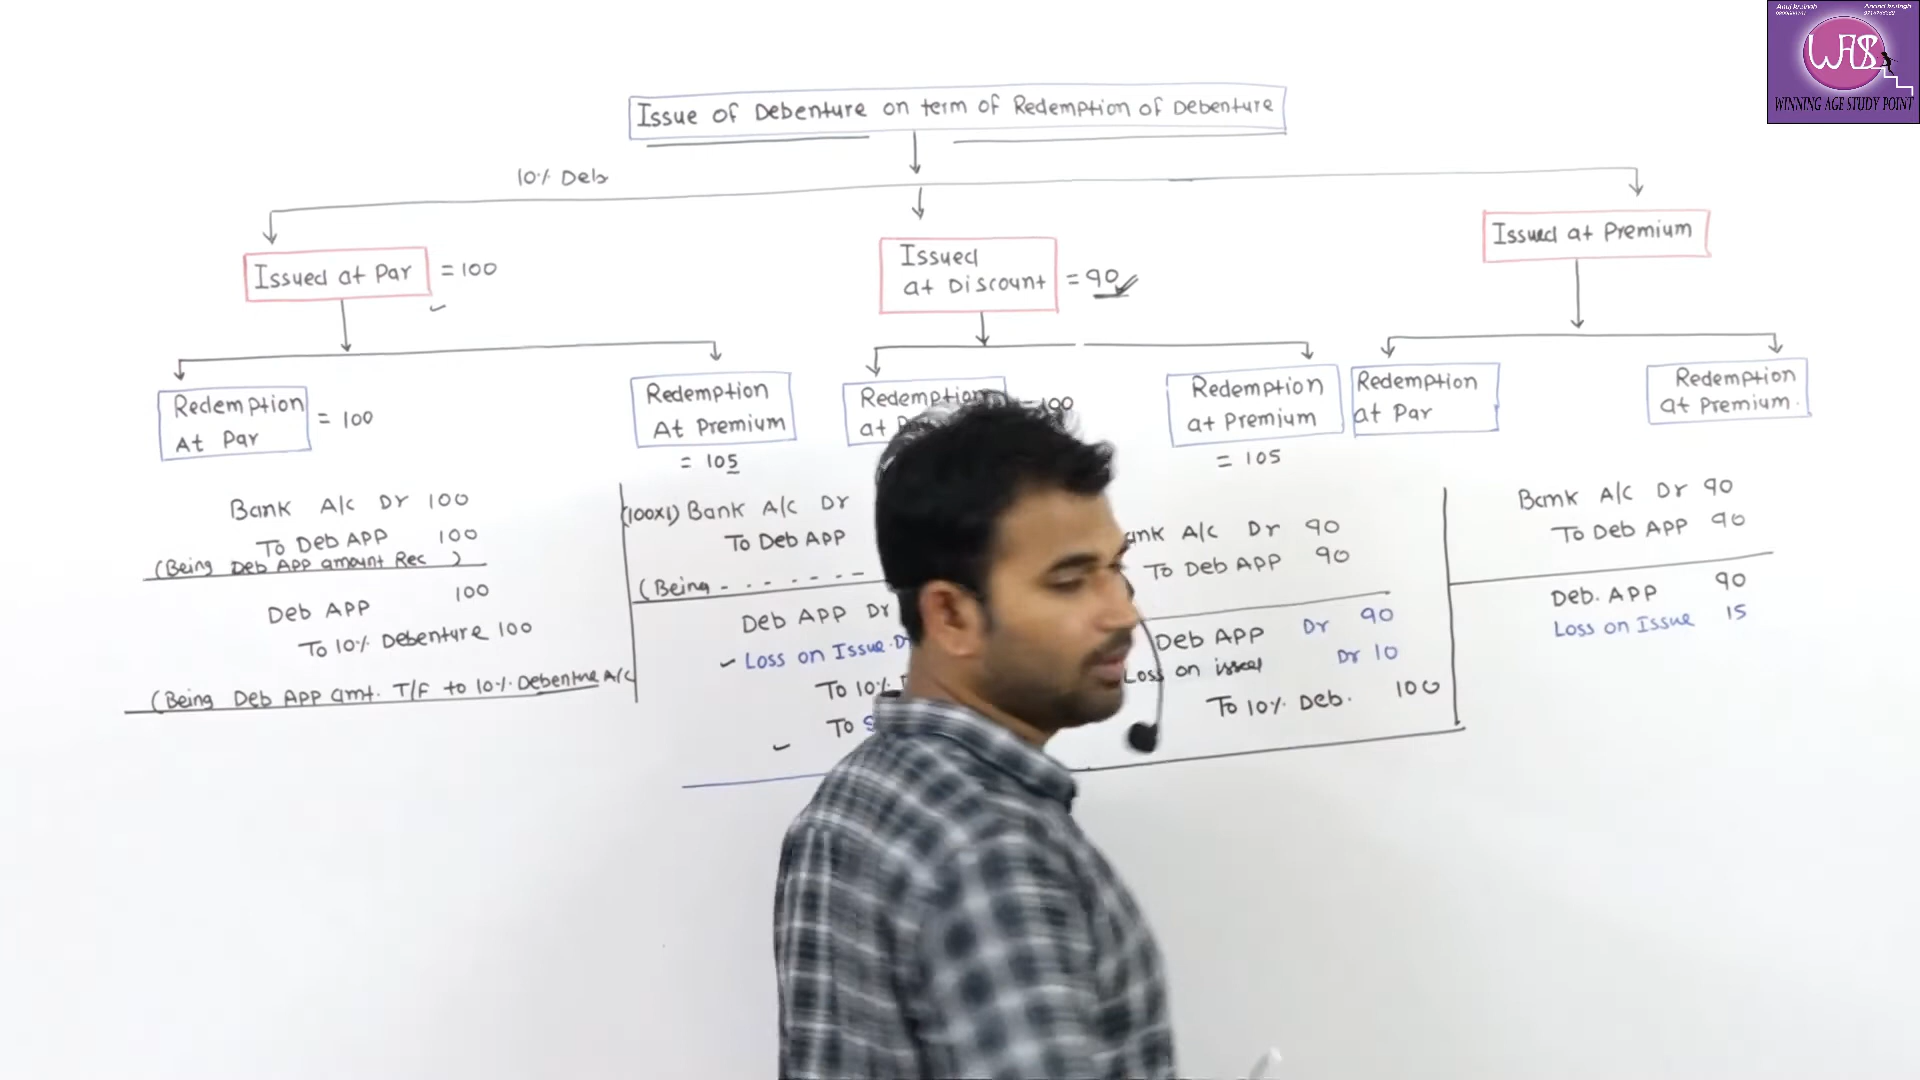 WAS
WINNING AGE STUDY POINT
Issue of Debenture on term of Redemption of Debenture
10% Deb
Issued at Par = 100
Issued
at Discount = 90
Issued at Premium
Redemption
At Par = 100
Redemption
At Premium
= 105
Redemption
at
100
Redemption
at Premium
= 105
Redemption
at Par
Redemption
at Premium.
Bank A/c Dr 100
To Deb APP 100
(Being Deb APP amount Rec )
Deb APP 100
To 10% Debenture 100
(Being Deb APP amt. T/F to 10% Debenture A/c
(100x1) Bank A/c Dr
To Deb APP
(Being - - - - - - -
Deb APP Dr
Loss on Issue. Dr
To 10%
To
A/c Dr 90
To Deb APP 90
Deb APP Dr 90
Loss on issue Dr 10
To 10% Deb. 100
Bank A/c Dr 90
To Deb APP 90
Deb. APP 90
Loss on Issue 15